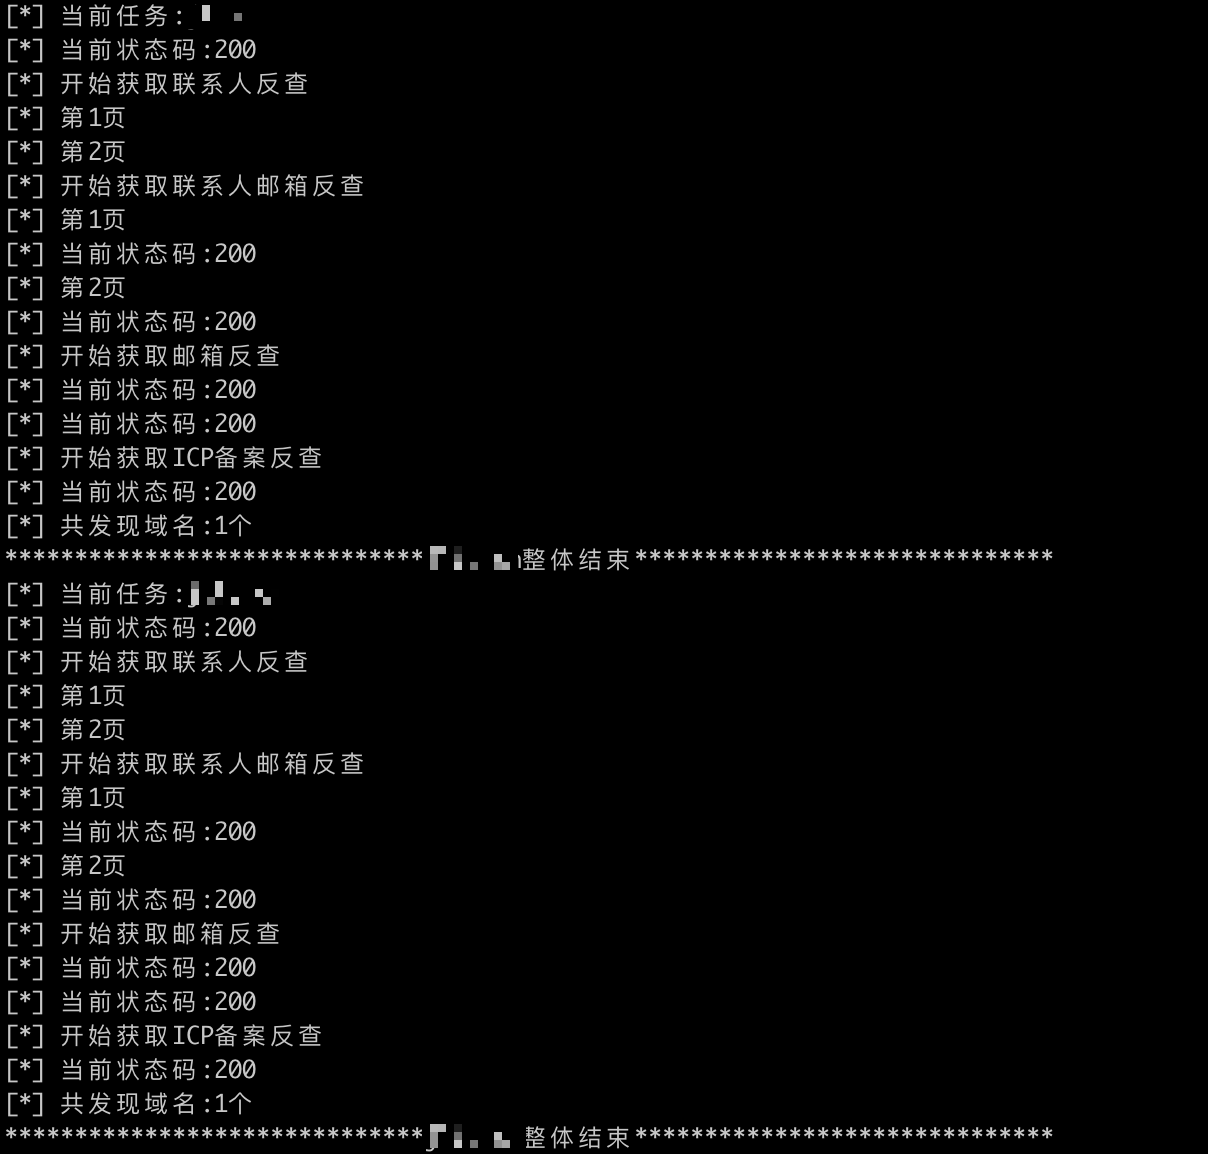 [*] 当前任务:
[*] 当前状态码:200
[*] 开始获取联系人反查
[*] 第1页
[*] 第2页
[*] 开始获取联系人邮箱反查
[*] 第1页
[*] 当前状态码:200
[*] 第2页
[*] 当前状态码:200
[*] 开始获取邮箱反查
[*] 当前状态码:200
[*] 当前状态码:200
[*] 开始获取ICP备案反查
[*] 当前状态码:200
[*] 共发现域名:1个
****************************** 整体结束******************************
[*] 当前任务:
[*] 当前状态码:200
[*] 开始获取联系人反查
[*] 第1页
[*] 第2页
[*] 开始获取联系人邮箱反查
[*] 第1页
[*] 当前状态码:200
[*] 第2页
[*] 当前状态码:200
[*] 开始获取邮箱反查
[*] 当前状态码:200
[*] 当前状态码:200
[*] 开始获取ICP备案反查
[*] 当前状态码:200
[*] 共发现域名:1个
****************************** 整体结束******************************